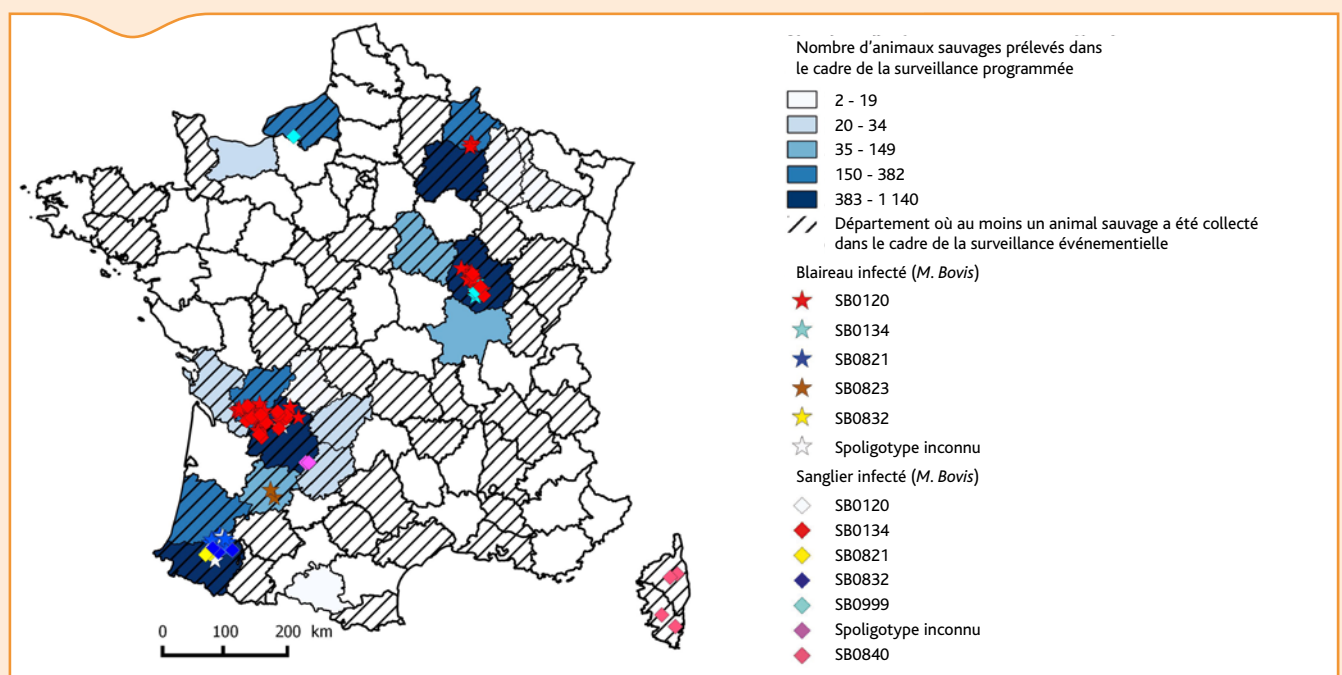 Nombre d'animaux sauvages prélevés dans
le cadre de la surveillance programmée
2 - 19
20 - 34
35 - 149
150 - 382
383 - 1 140
Département où au moins un animal sauvage a été collecté
dans le cadre de la surveillance événementielle
Blaireau infecté (M. Bovis)
SB0120
SB0134
SB0821
SB0823
SB0832
Spoligotype inconnu
Sanglier infecté (M. Bovis)
SB0120
SB0134
SB0821
SB0832
SB0999
Spoligotype inconnu
SB0840
0 100 200 km